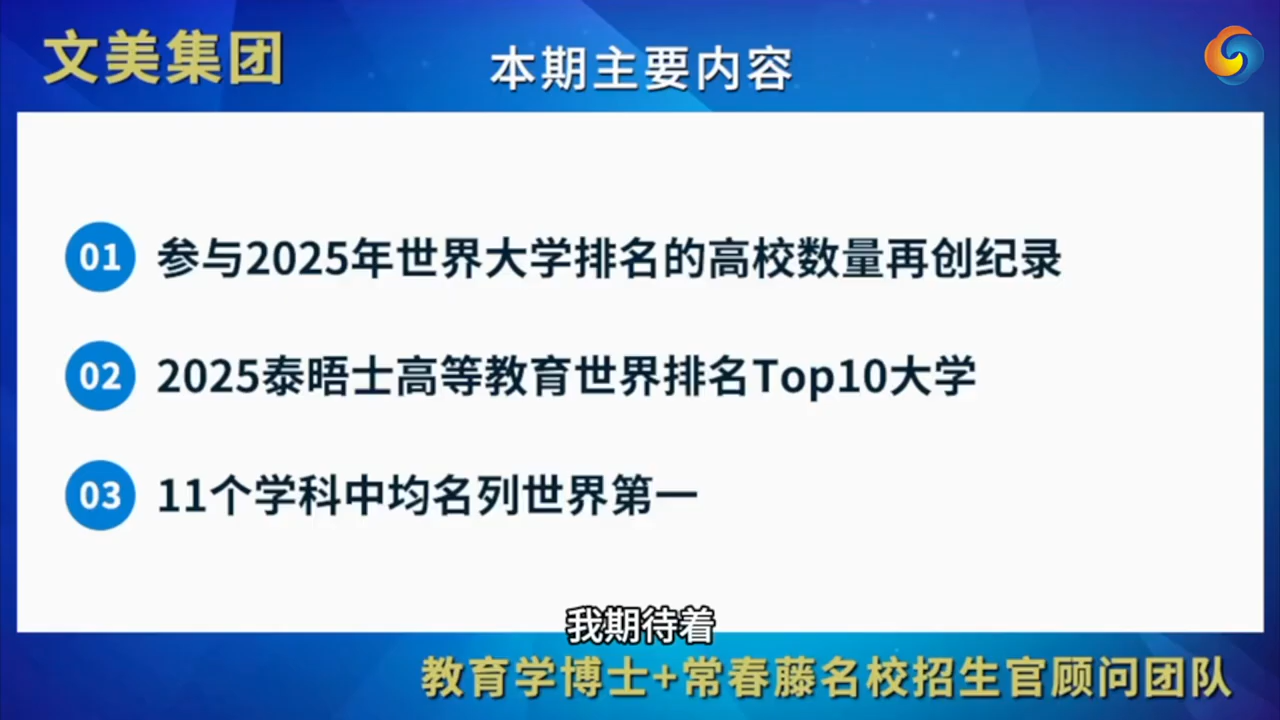 文美集团
本期主要内容
01 参与2025年世界大学排名的高校数量再创纪录
02 2025泰晤士高等教育世界排名Top10大学
03 11个学科中均名列世界第一
我期待着
教育学博士+常春藤名校招生官顾问团队